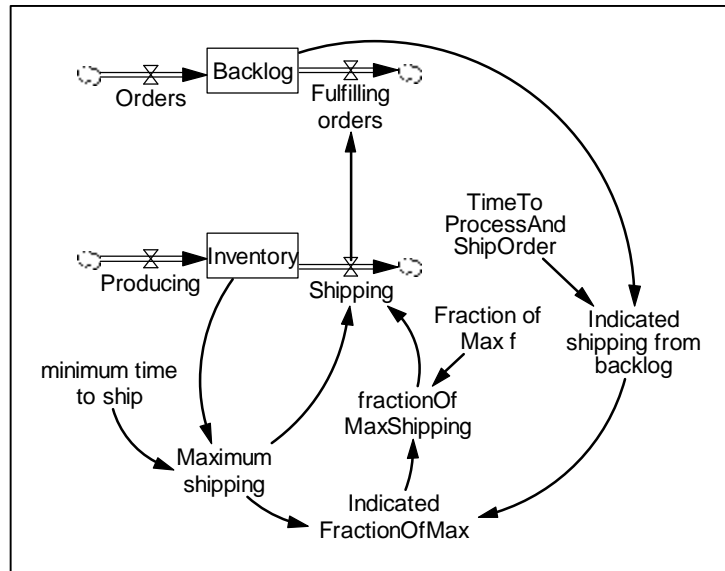 Backlog
Orders
Fulfilling
orders
TimeTo
ProcessAnd
ShipOrder
Inventory
Producing
Shipping
Fraction of
Max f
Indicated
shipping from
backlog
minimum time
to ship
fractionOf
MaxShipping
Maximum
shipping
Indicated
FractionOfMax